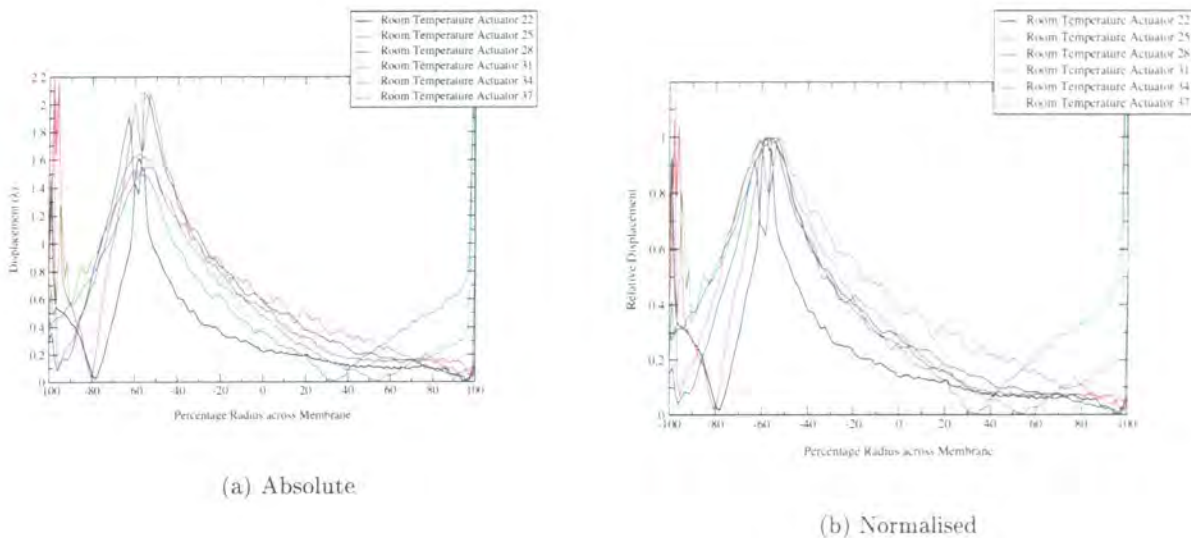 Room Temperature Actuator 22
Room Temperature Actuator 25
Room Temperature Actuator 28
Room Temperature Actuator 31
Room Temperature Actuator 34
Room Temperature Actuator 37
2.2
2
1.8
1.6
1.4
1.2
1
0.8
0.6
0.4
0.2
0
Displacement (λ)
-100 -80 -60 -40 -20 0 20 40 60 80 100
Percentage Radius across Membrane
(a) Absolute
Room Temperature Actuator 22
Room Temperature Actuator 25
Room Temperature Actuator 28
Room Temperature Actuator 31
Room Temperature Actuator 34
Room Temperature Actuator 37
1
0.8
0.6
0.4
0.2
0
Relative Displacement
-100 -80 -60 -40 -20 0 20 40 60 80 100
Percentage Radius across Membrane
(b) Normalised